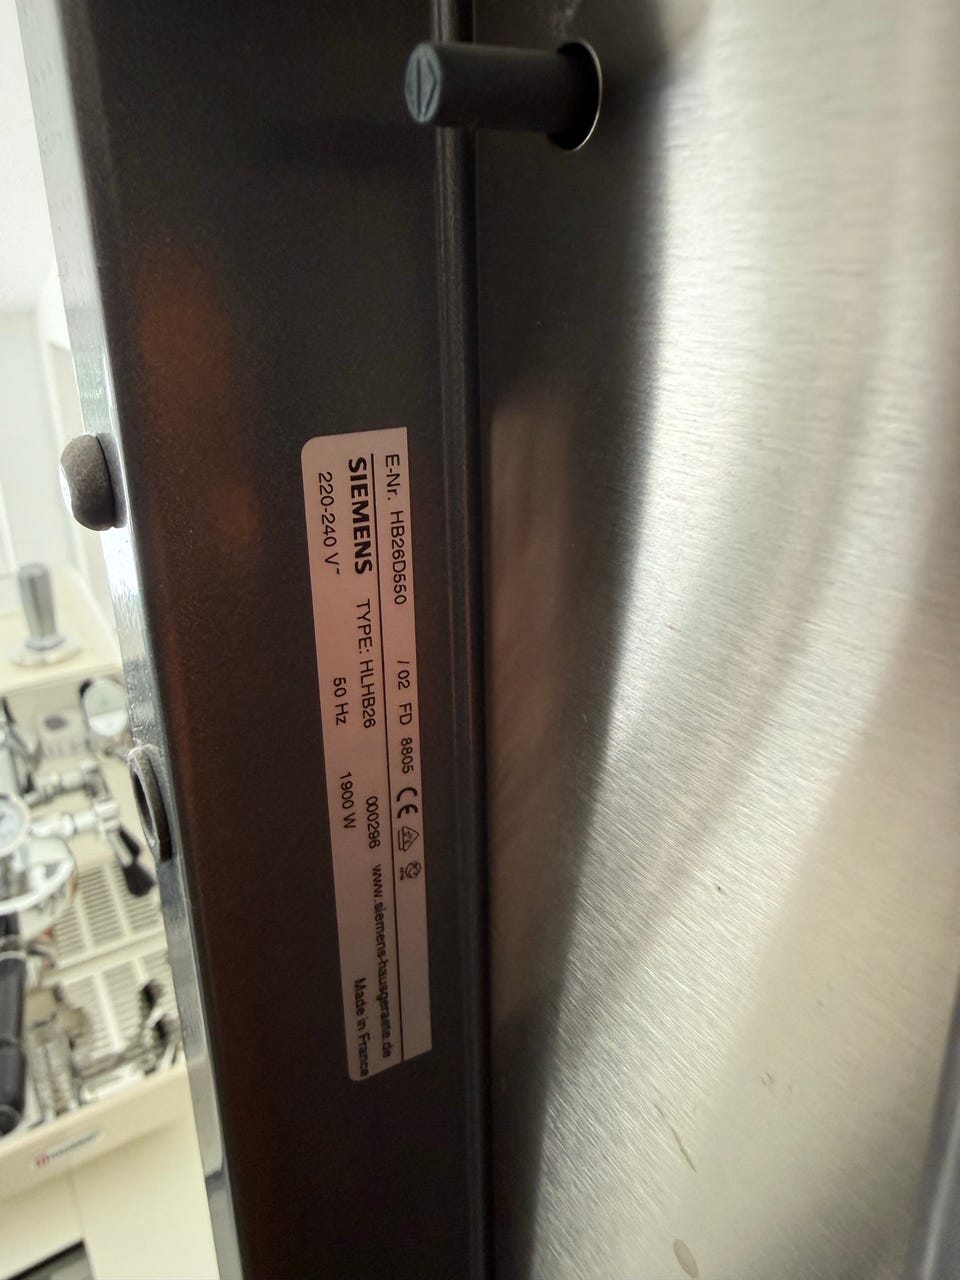 E-Nr. HB26D550 /02 FD 8805 CE
SIEMENS TYPE: HLHB26 000296 www.siemens-hausgeraete.de
220-240 V~ 50 Hz 1900 W Made in France